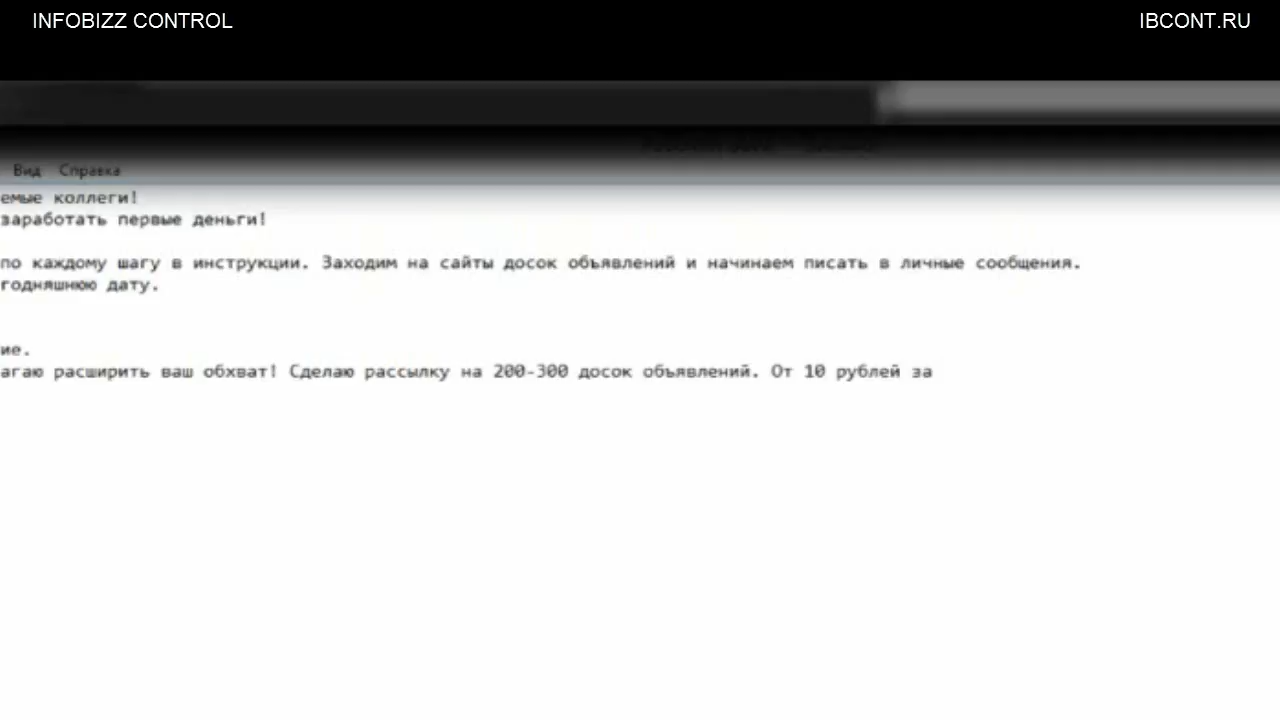 INFOBIZZ CONTROL
IBCONT.RU
Вид Справка
емые коллеги!
заработать первые деньги!
по каждому шагу в инструкции. Заходим на сайты досок объявлений и начинаем писать в личные сообщения.
годняшнюю дату.
ие.
агаю расширить ваш обхват! Сделаю рассылку на 200-300 досок объявлений. От 10 рублей за